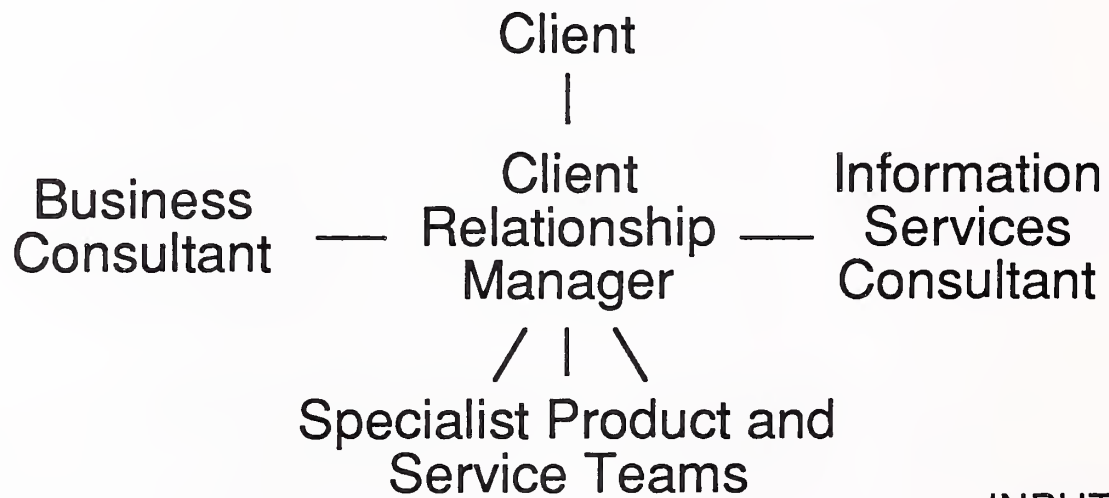 Client
Business
Consultant
Client
Relationship
Manager
Information
Services
Consultant
Specialist Product and
Service Teams